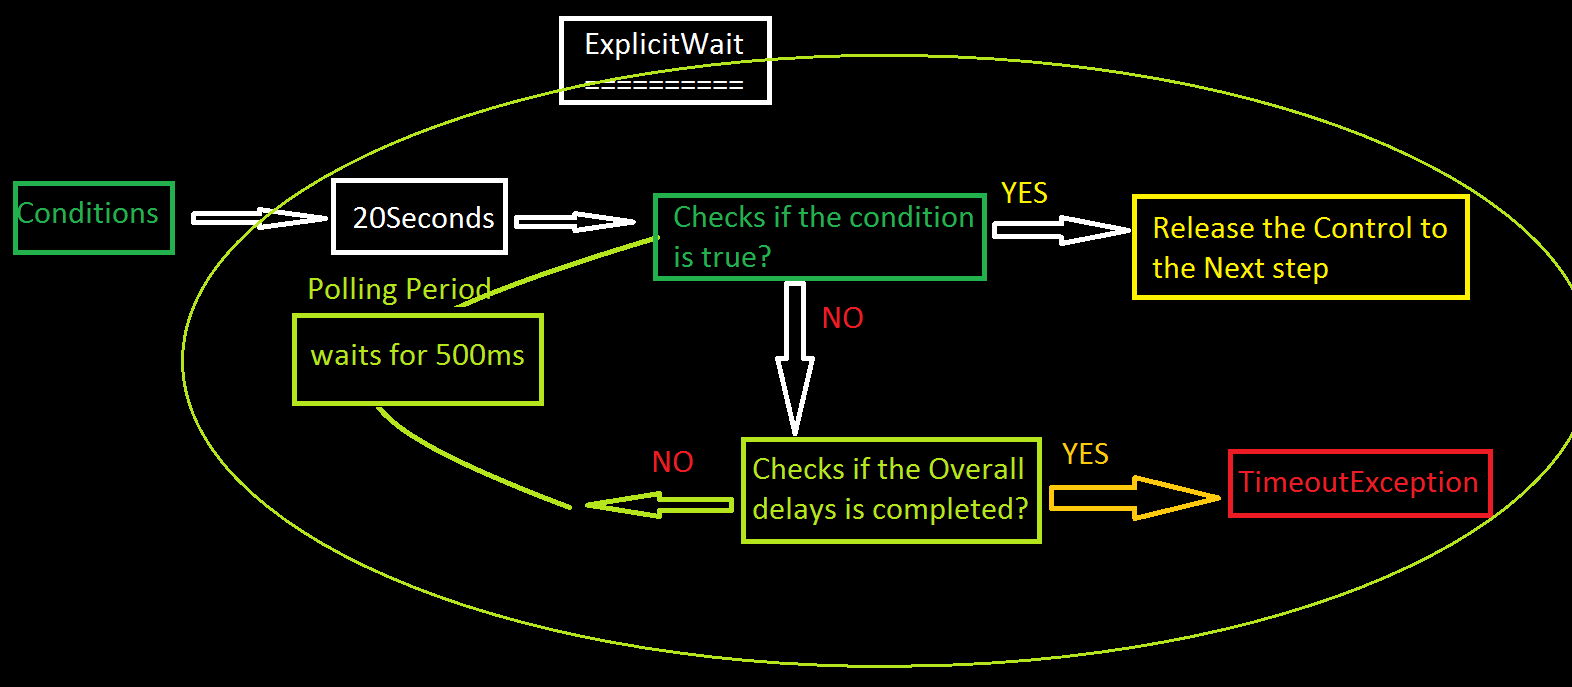 ExplicitWait
==========
Conditions
20Seconds
Checks if the condition
is true?
YES
Release the Control to
the Next step
Polling Period
waits for 500ms
NO
NO
Checks if the Overall
delays is completed?
YES
TimeoutException